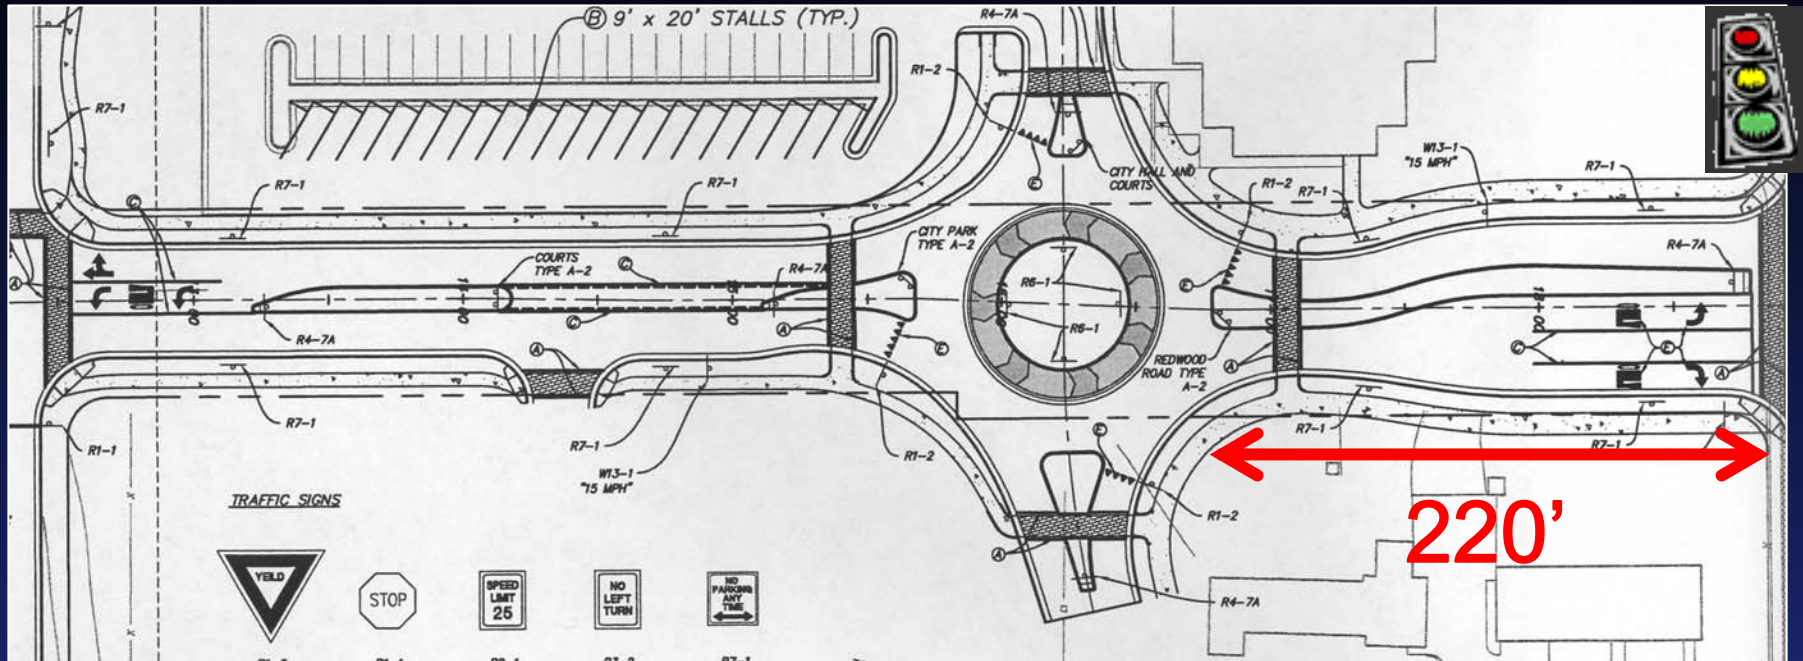 Ⓑ 9' x 20' STALLS (TYP.)
R4-7A
R1-2
R7-1
W13-1
"15 MPH"
R7-1
CITY HALL AND
COURTS
E
R7-1
R7-1
R1-2
R7-1
C
CITY PARK
TYPE A-2
COURTS
TYPE A-2
C
R4-7A
R4-7A
A
R6-1
E
R6-1
18+00
C
R4-7A
A
E
REDWOOD
ROAD TYPE
A-2
A
C
E
A
A
R7-1
R7-1
W13-1
"15 MPH"
R1-2
E
R7-1
R7-1
R1-1
220'
R1-2
A
R4-7A
TRAFFIC SIGNS
YEILD
STOP
SPEED
LIMIT
25
NO
LEFT
TURN
NO
PARKING
ANY
TIME